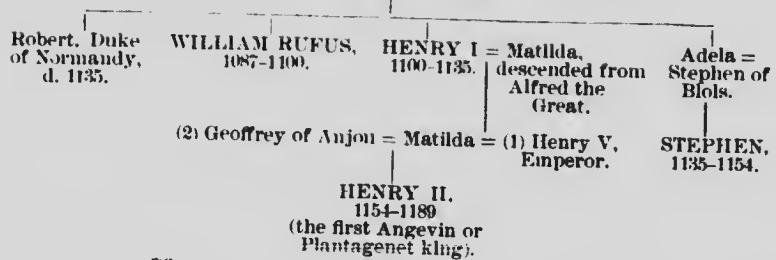 Robert, Duke of Normandy, d. 1135.
WILLIAM RUFUS, 1087-1100.
HENRY I = Matilda,
1100-1135. descended from
Alfred the
Great.
Adela =
Stephen of
Blois.
(2) Geoffrey of Anjou = Matilda = (1) Henry V,
Emperor.
STEPHEN,
1135-1154.
HENRY II.
1154-1189
(the first Angevin or
Plantagenet king).